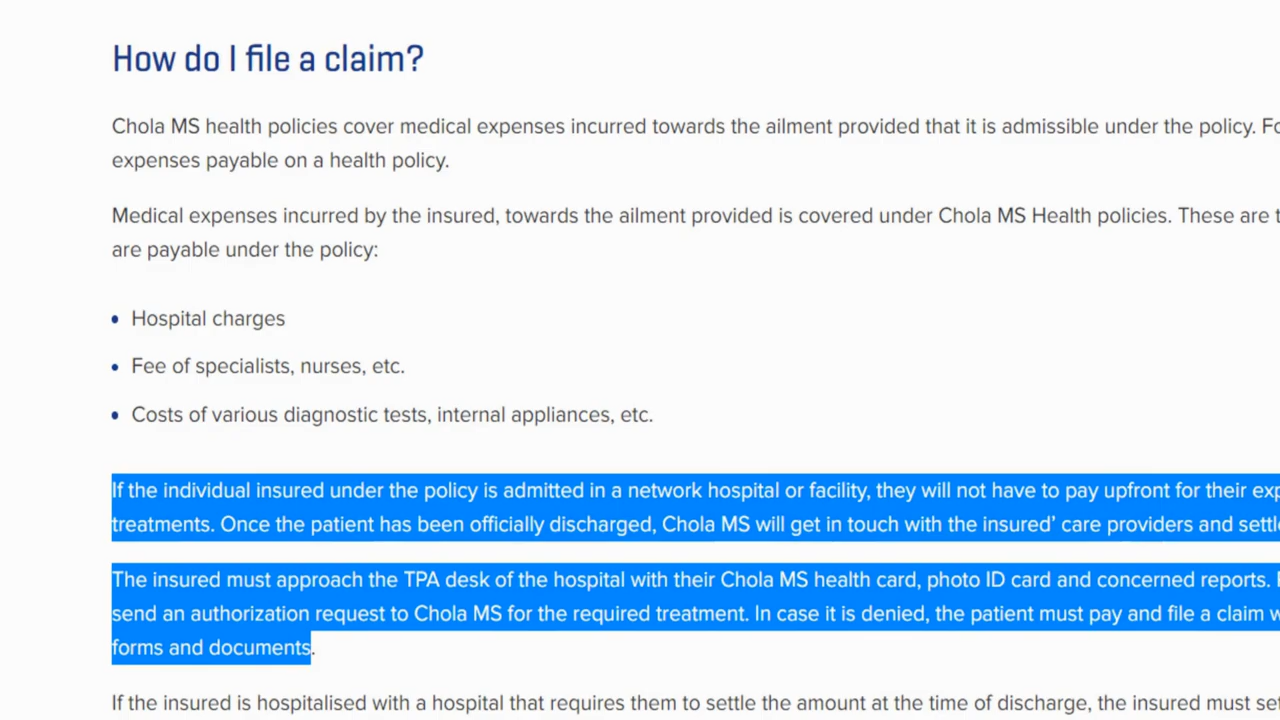 How do I file a claim?
Chola MS health policies cover medical expenses incurred towards the ailment provided that it is admissible under the policy. Fo
expenses payable on a health policy.
Medical expenses incurred by the insured, towards the ailment provided is covered under Chola MS Health policies. These are t
are payable under the policy:
• Hospital charges
• Fee of specialists, nurses, etc.
• Costs of various diagnostic tests, internal appliances, etc.
If the individual insured under the policy is admitted in a network hospital or facility, they will not have to pay upfront for their exp
treatments. Once the patient has been officially discharged, Chola MS will get in touch with the insured’ care providers and settle
The insured must approach the TPA desk of the hospital with their Chola MS health card, photo ID card and concerned reports.
send an authorization request to Chola MS for the required treatment. In case it is denied, the patient must pay and file a claim w
forms and documents.
If the insured is hospitalised with a hospital that requires them to settle the amount at the time of discharge, the insured must se